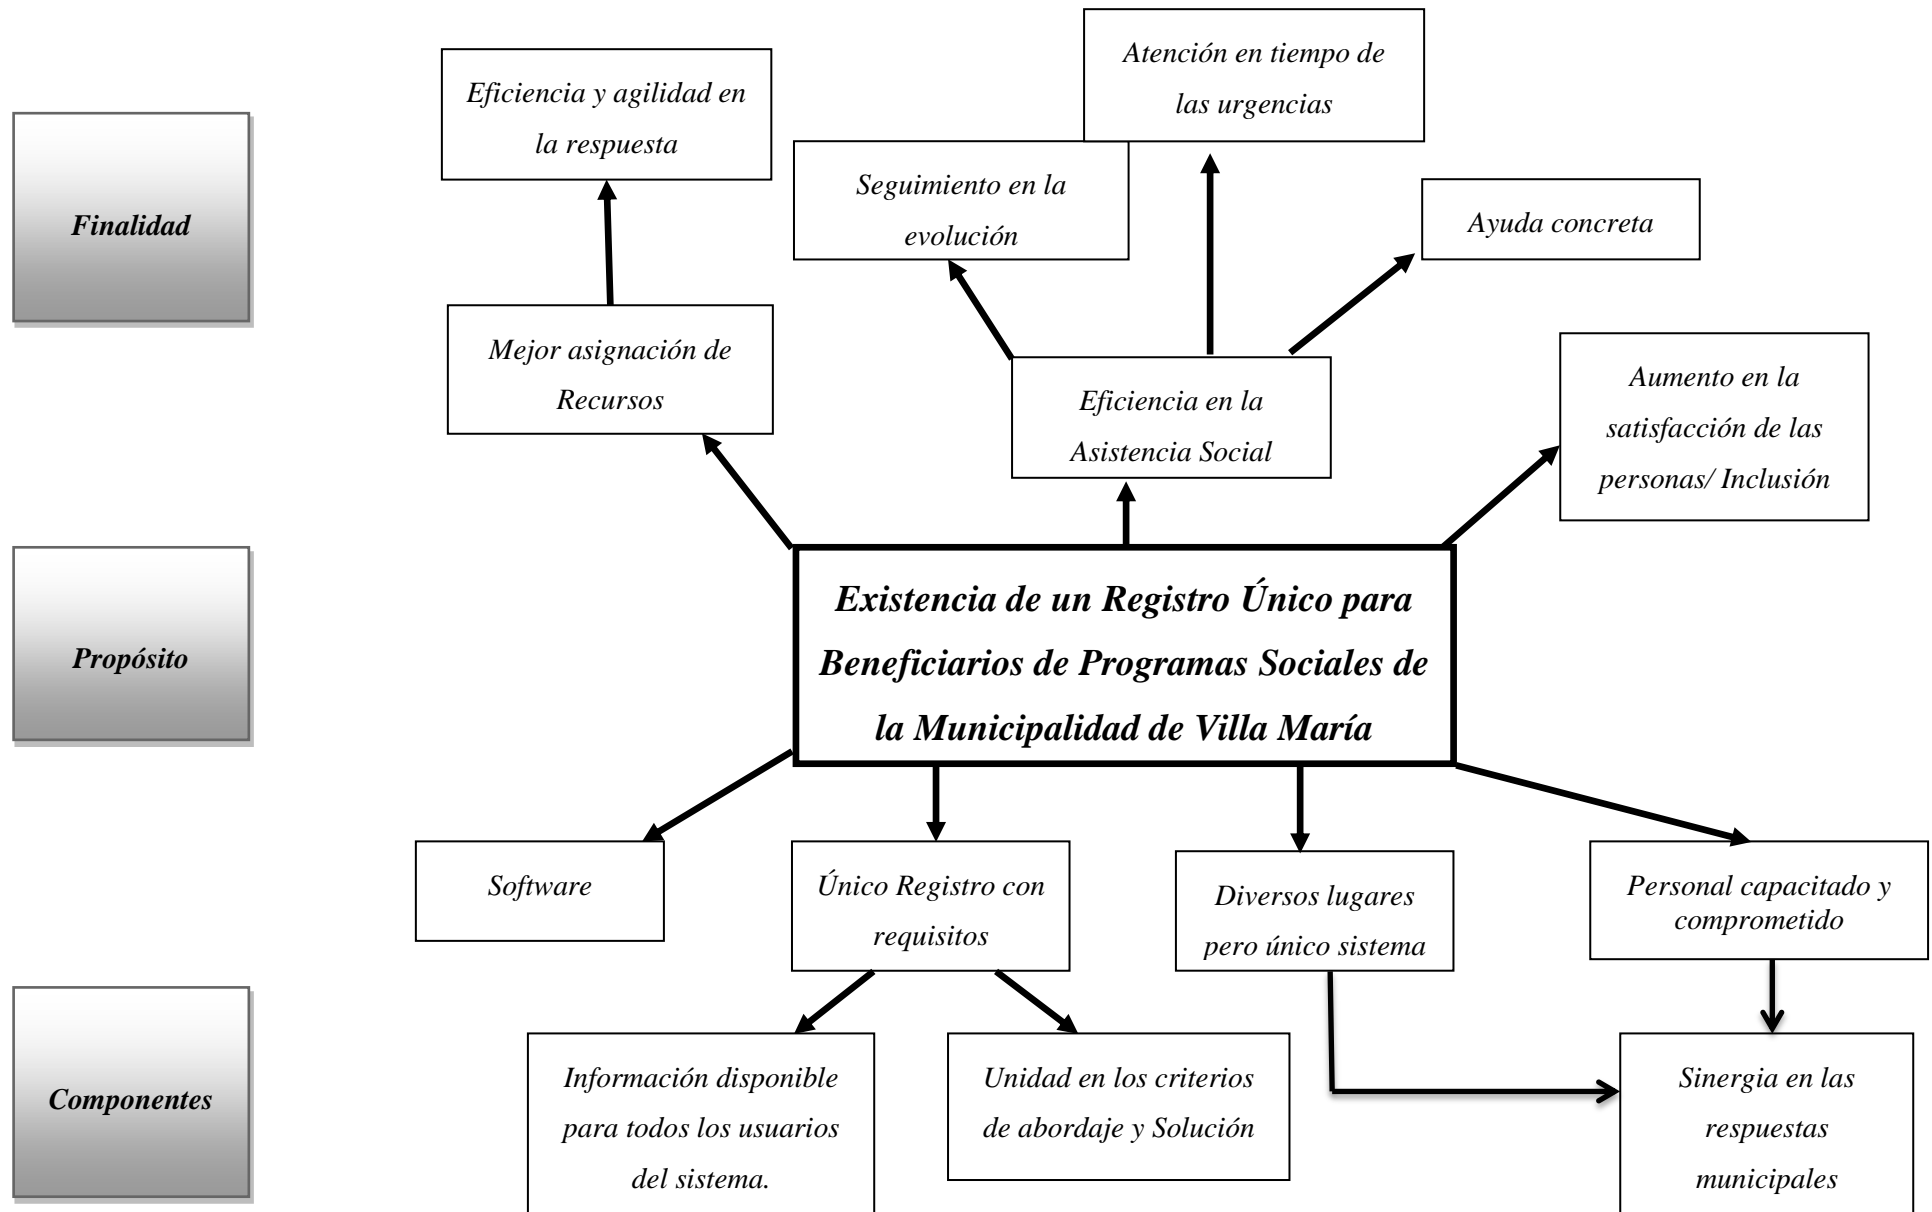 Atención en tiempo de
las urgencias
Eficiencia y agilidad en
la respuesta
Seguimiento en la
evolución
Ayuda concreta
Finalidad
Mejor asignación de
Recursos
Eficiencia en la
Asistencia Social
Aumento en la
satisfacción de las
personas/ Inclusión
Propósito
Existencia de un Registro Único para
Beneficiarios de Programas Sociales de
la Municipalidad de Villa María
Software
Único Registro con
requisitos
Diversos lugares
pero único sistema
Personal capacitado y
comprometido
Componentes
Información disponible
para todos los usuarios
del sistema.
Unidad en los criterios
de abordaje y Solución
Sinergia en las
respuestas
municipales